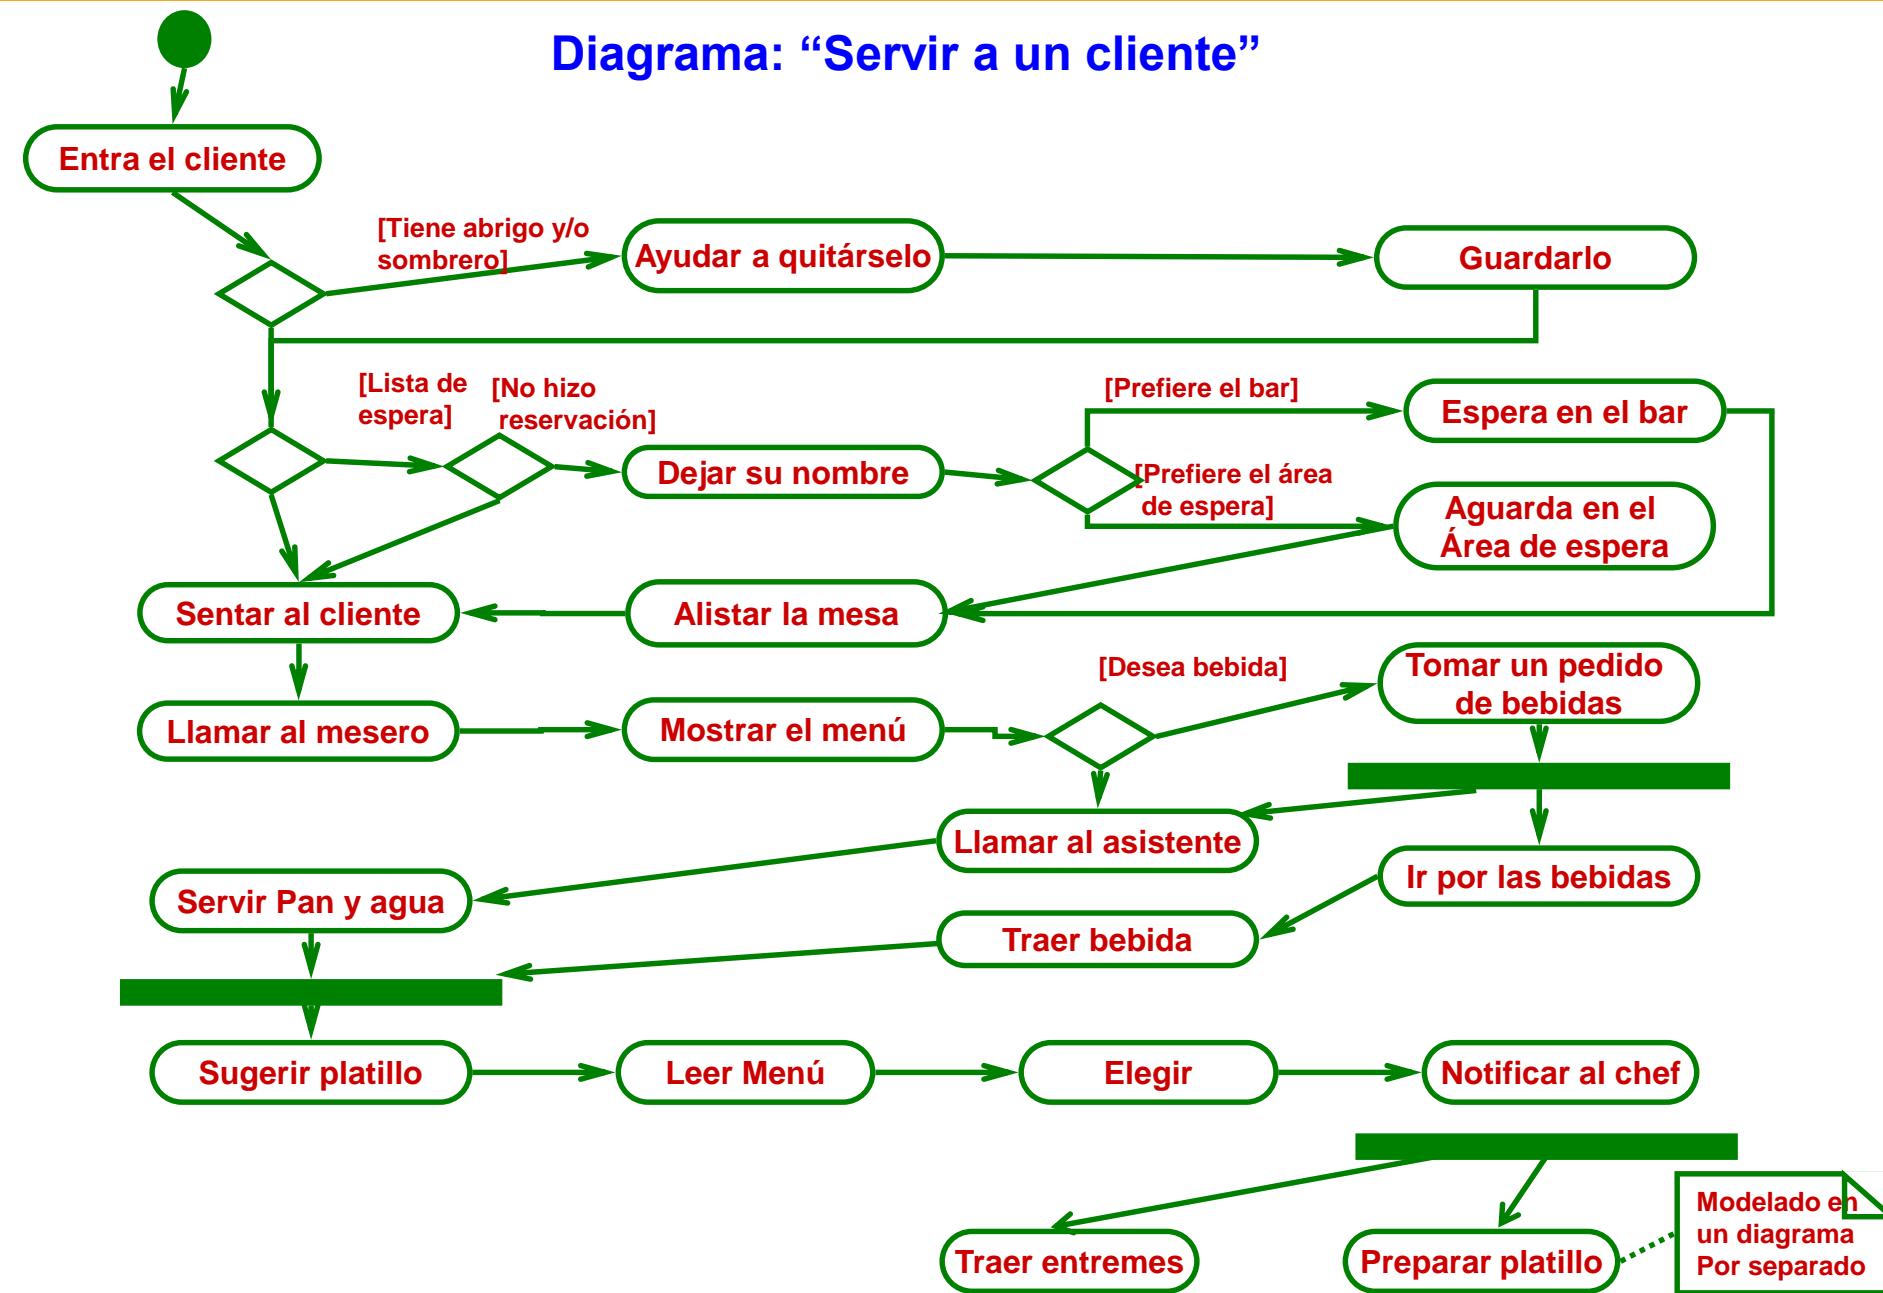 Diagrama: “Servir a un cliente”
Entra el cliente
[Tiene abrigo y/o
sombrero]
Ayudar a quitárselo
Guardarlo
[Lista de
espera]
[No hizo
reservación]
[Prefiere el bar]
Espera en el bar
Dejar su nombre
[Prefiere el área
de espera]
Aguarda en el
Área de espera
Sentar al cliente
Alistar la mesa
[Desea bebida]
Tomar un pedido
de bebidas
Llamar al mesero
Mostrar el menú
Llamar al asistente
Ir por las bebidas
Servir Pan y agua
Traer bebida
Sugerir platillo
Leer Menú
Elegir
Notificar al chef
Traer entremes
Preparar platillo
Modelado en
un diagrama
Por separado